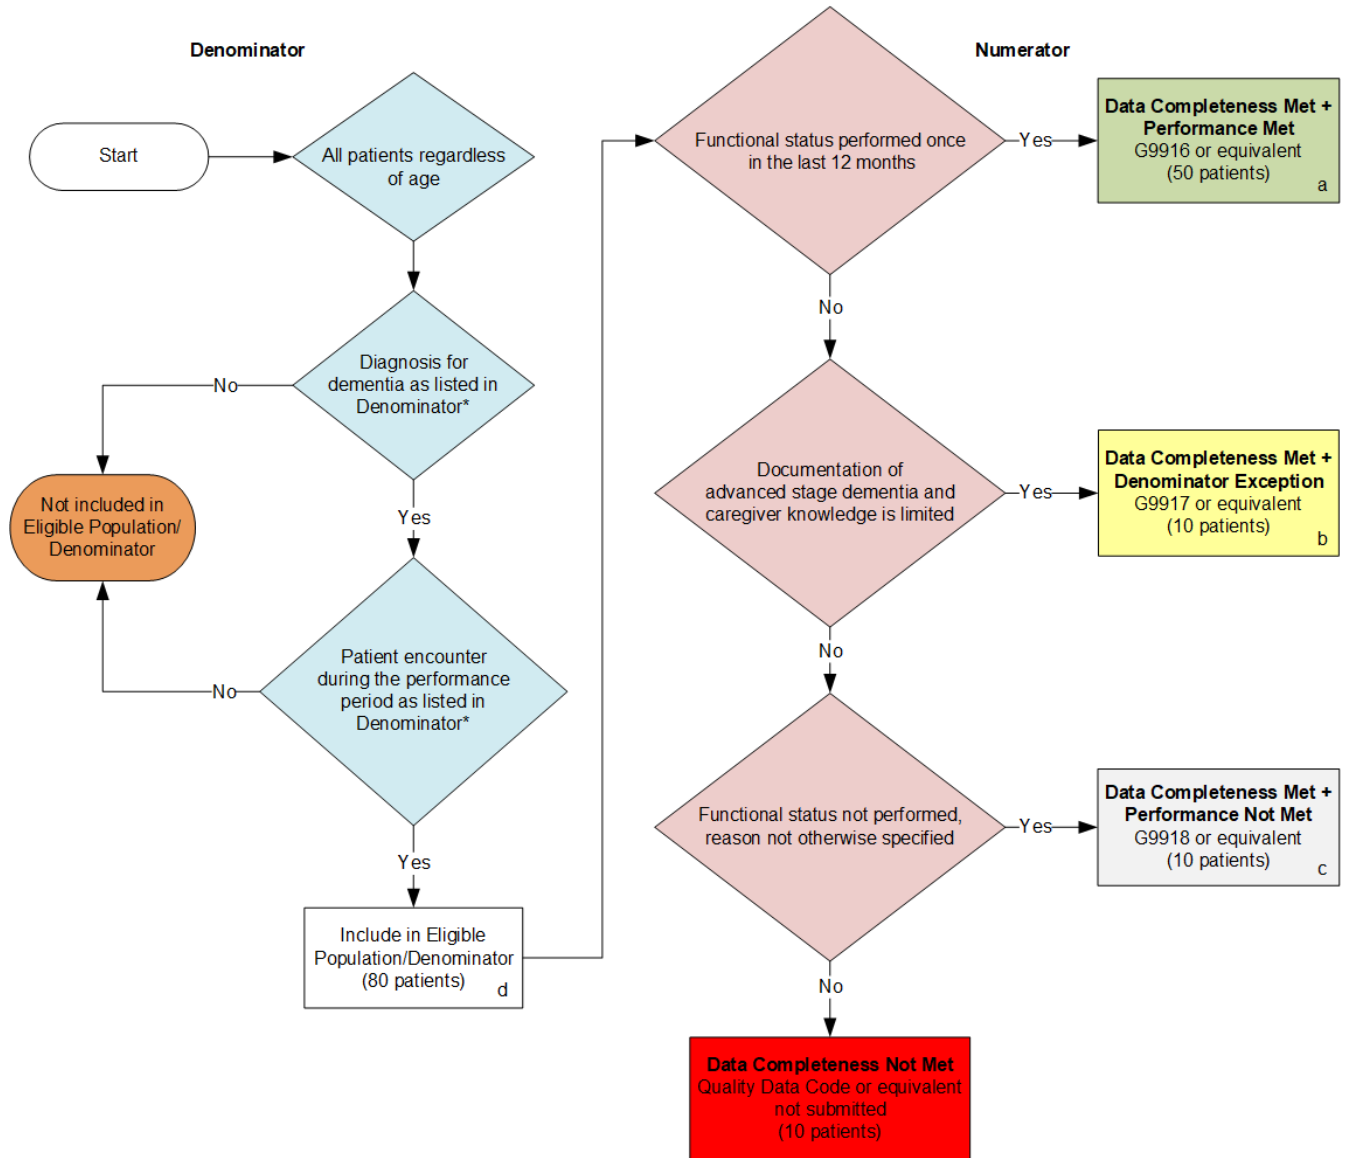 Denominator
Start
All patients regardless
of age
Diagnosis for
dementia as listed in
Denominator*
No
Not included in
Eligible Population/
Denominator
Yes
Patient encounter
during the performance
period as listed in
Denominator*
No
Yes
Include in Eligible
Population/Denominator
(80 patients)
d
Numerator
Functional status performed once
in the last 12 months
Yes
Data Completeness Met +
Performance Met
G9916 or equivalent
(50 patients)
a
No
Documentation of
advanced stage dementia and
caregiver knowledge is limited
Yes
Data Completeness Met +
Denominator Exception
G9917 or equivalent
(10 patients)
b
No
Functional status not performed,
reason not otherwise specified
Yes
Data Completeness Met +
Performance Not Met
G9918 or equivalent
(10 patients)
c
No
Data Completeness Not Met
Quality Data Code or equivalent
not submitted
(10 patients)